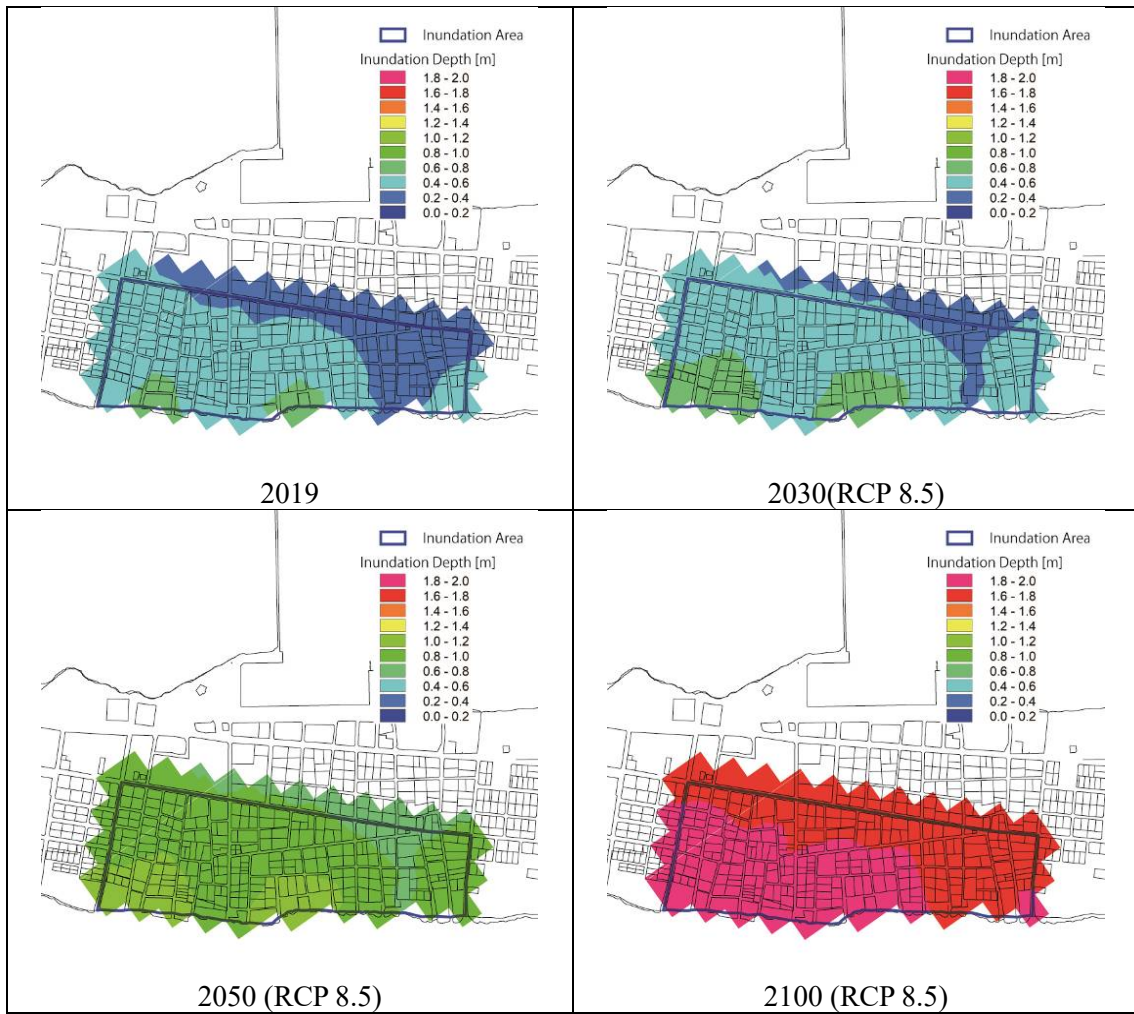 Inundation Area
Inundation Depth [m]
1.8 - 2.0
1.6 - 1.8
1.4 - 1.6
1.2 - 1.4
1.0 - 1.2
0.8 - 1.0
0.6 - 0.8
0.4 - 0.6
0.2 - 0.4
0.0 - 0.2
2019
Inundation Area
Inundation Depth [m]
1.8 - 2.0
1.6 - 1.8
1.4 - 1.6
1.2 - 1.4
1.0 - 1.2
0.8 - 1.0
0.6 - 0.8
0.4 - 0.6
0.2 - 0.4
0.0 - 0.2
2030(RCP 8.5)
Inundation Area
Inundation Depth [m]
1.8 - 2.0
1.6 - 1.8
1.4 - 1.6
1.2 - 1.4
1.0 - 1.2
0.8 - 1.0
0.6 - 0.8
0.4 - 0.6
0.2 - 0.4
0.0 - 0.2
2050 (RCP 8.5)
Inundation Area
Inundation Depth [m]
1.8 - 2.0
1.6 - 1.8
1.4 - 1.6
1.2 - 1.4
1.0 - 1.2
0.8 - 1.0
0.6 - 0.8
0.4 - 0.6
0.2 - 0.4
0.0 - 0.2
2100 (RCP 8.5)